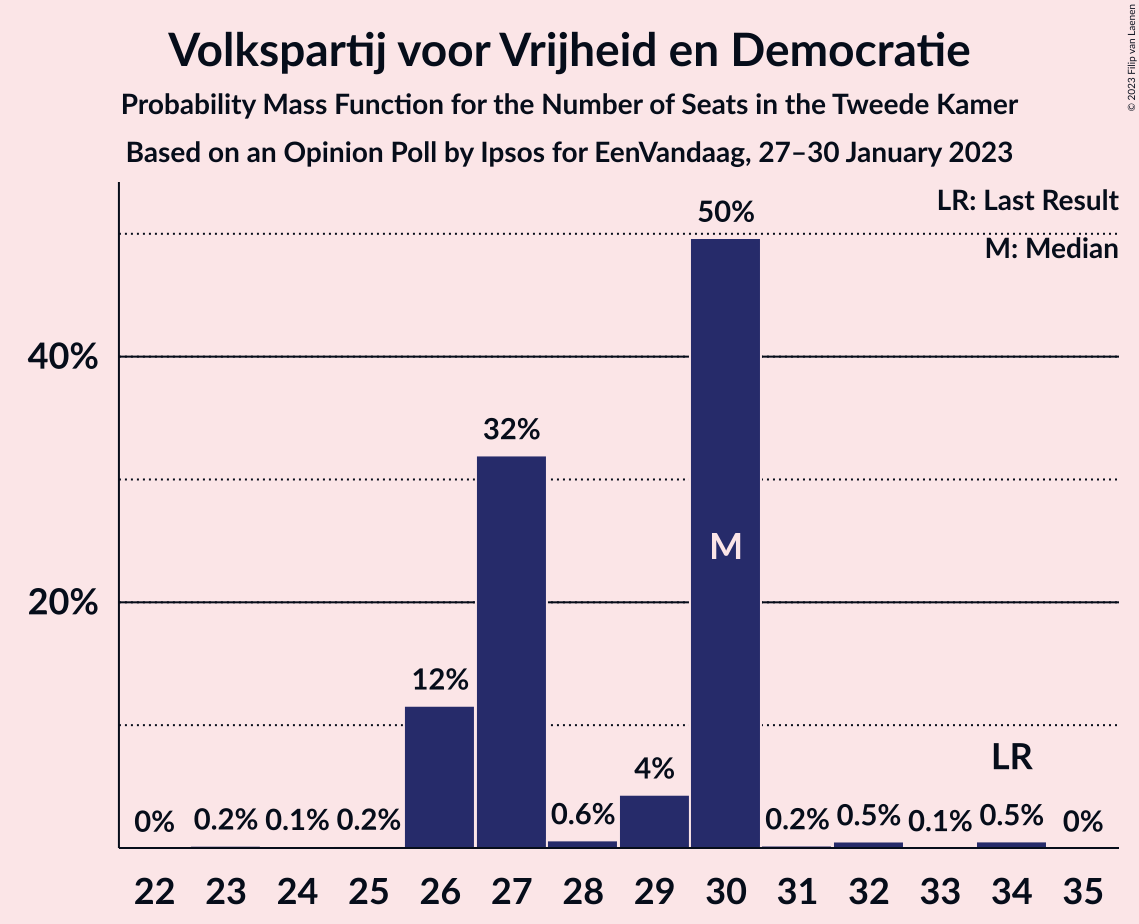 Volkspartij voor Vrijheid en Democratie
Probability Mass Function for the Number of Seats in the Tweede Kamer
Based on an Opinion Poll by Ipsos for EenVandaag, 27–30 January 2023
© 2023 Filip van Laenen
LR: Last Result
M: Median
50%
40%
32%
M
20%
12%
LR
4%
0% 0.2% 0.1% 0.2% 0.6% 0.2% 0.5% 0.1% 0.5% 0%
22 23 24 25 26 27 28 29 30 31 32 33 34 35